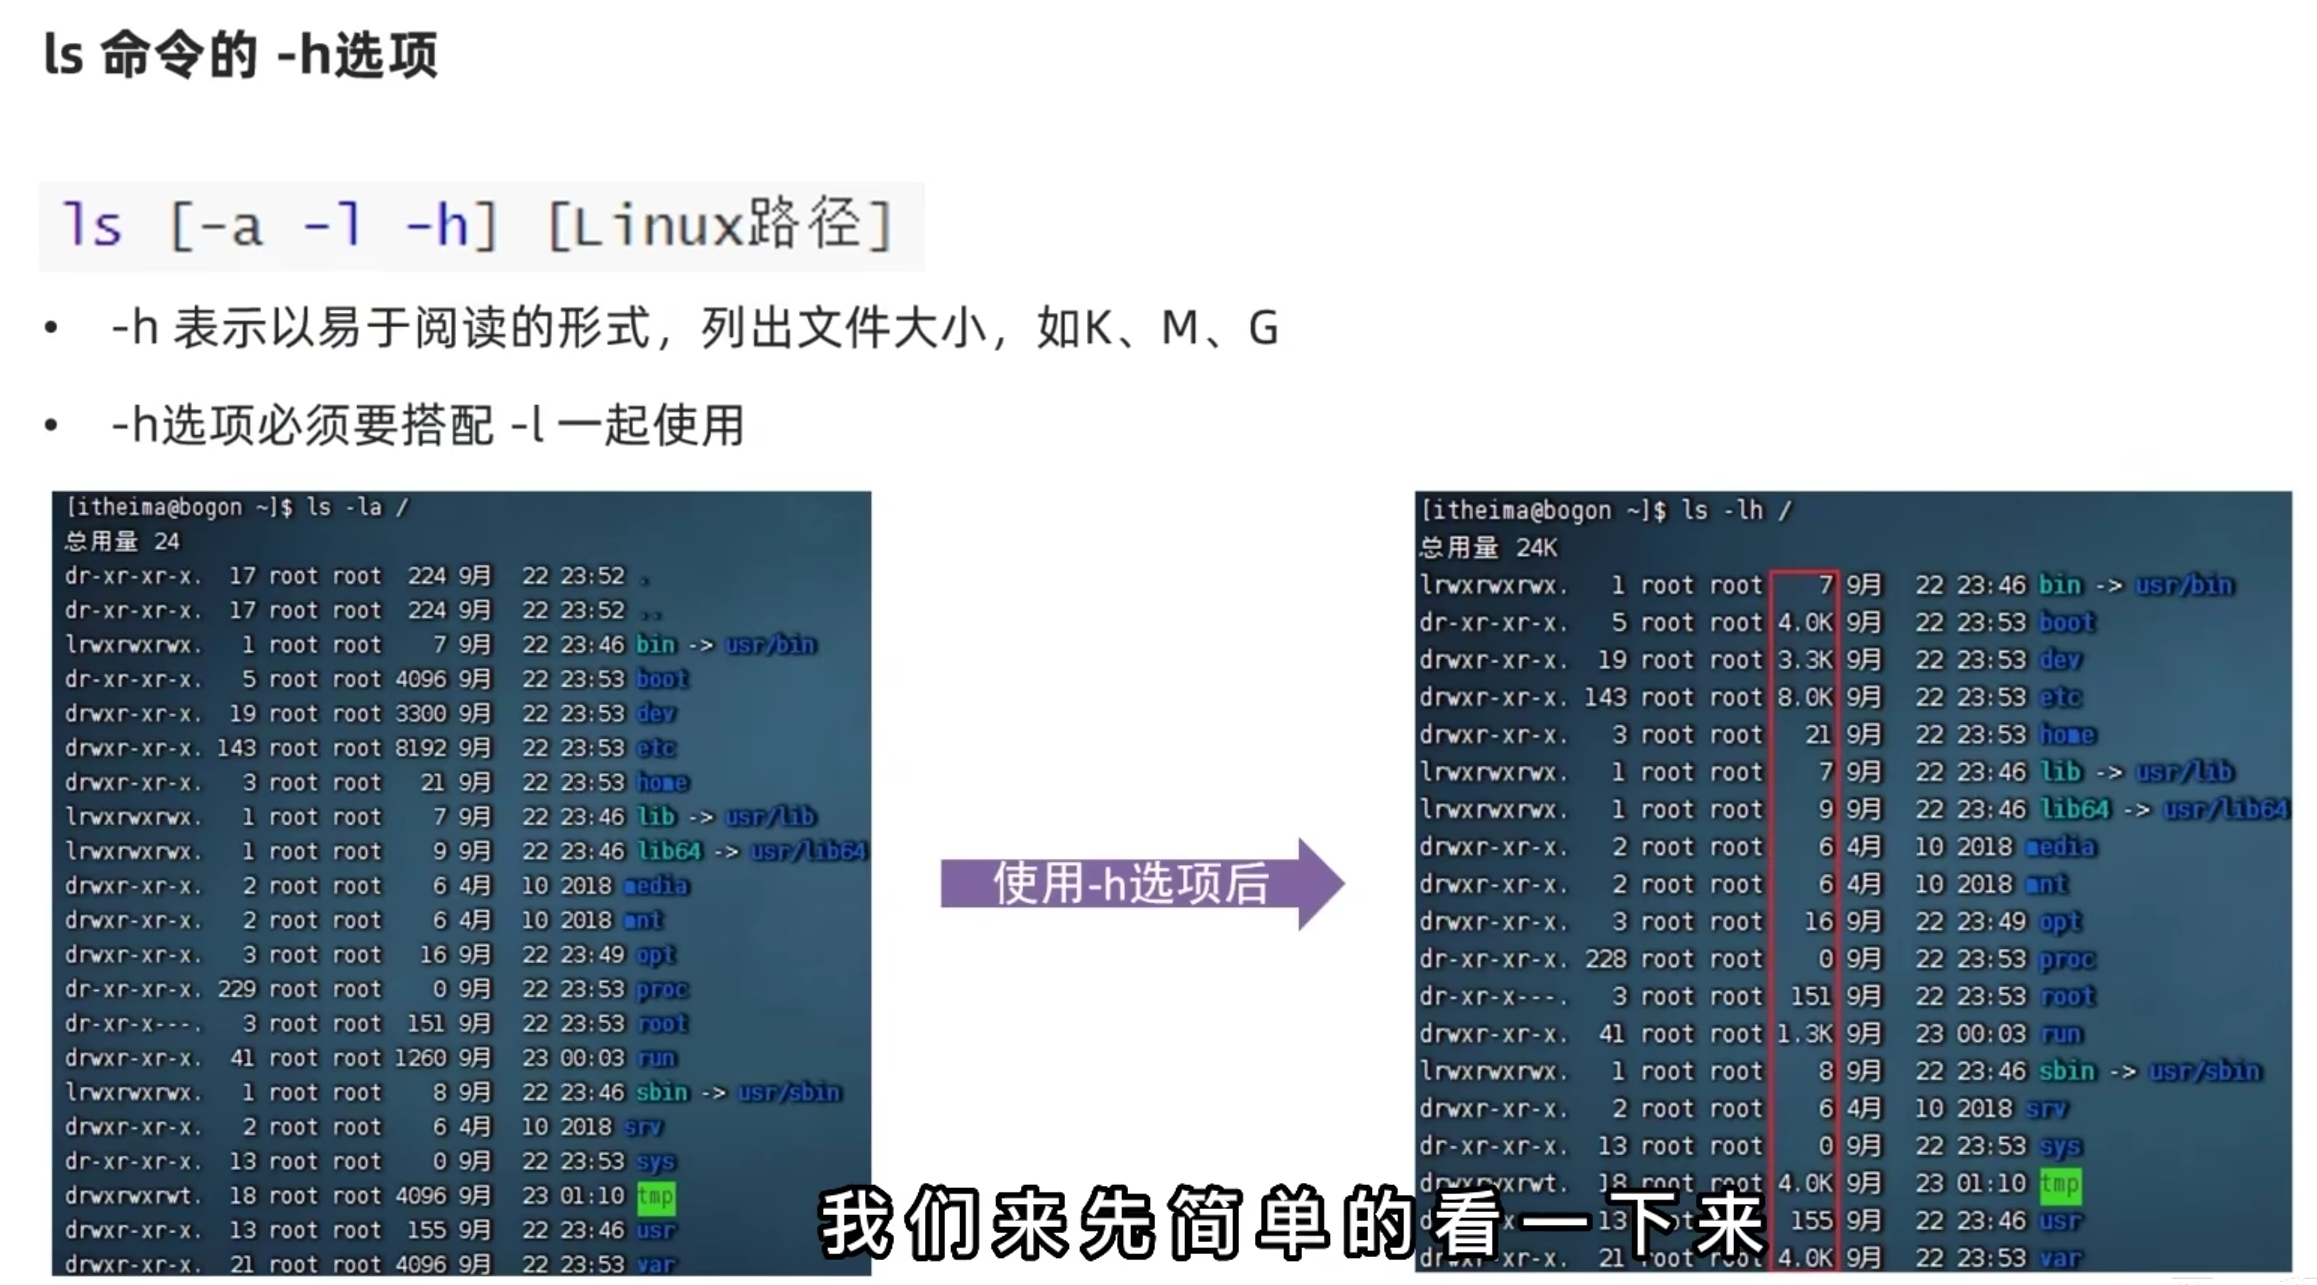 ls 命令的 -h选项
ls [-a -l -h] [Linux路径]
• -h 表示以易于阅读的形式，列出文件大小，如K、M、G
• -h选项必须要搭配 -l 一起使用
[itheima@bogon ~]$ ls -la /
总用量 24
dr-xr-xr-x. 17 root root 224 9月 22 23:52 .
dr-xr-xr-x. 17 root root 224 9月 22 23:52 ..
lrwxrwxrwx. 1 root root 7 9月 22 23:46 bin -> usr/bin
dr-xr-xr-x. 5 root root 4096 9月 22 23:53 boot
drwxr-xr-x. 19 root root 3300 9月 22 23:53 dev
drwxr-xr-x. 143 root root 8192 9月 22 23:53 etc
drwxr-xr-x. 3 root root 21 9月 22 23:53 home
lrwxrwxrwx. 1 root root 7 9月 22 23:46 lib -> usr/lib
lrwxrwxrwx. 1 root root 9 9月 22 23:46 lib64 -> usr/lib64
drwxr-xr-x. 2 root root 6 4月 10 2018 media
drwxr-xr-x. 2 root root 6 4月 10 2018 mnt
drwxr-xr-x. 3 root root 16 9月 22 23:49 opt
dr-xr-xr-x. 229 root root 0 9月 22 23:53 proc
dr-xr-x---. 3 root root 151 9月 22 23:53 root
drwxr-xr-x. 41 root root 1260 9月 23 00:03 run
lrwxrwxrwx. 1 root root 8 9月 22 23:46 sbin -> usr/sbin
drwxr-xr-x. 2 root root 6 4月 10 2018 srv
dr-xr-xr-x. 13 root root 0 9月 22 23:53 sys
drwxrwxrwt. 18 root root 4096 9月 23 01:10 tmp
drwxr-xr-x. 13 root root 155 9月 22 23:46 usr
drwxr-xr-x. 21 root root 4096 9月 22 23:53 var
使用-h选项后
[itheima@bogon ~]$ ls -lh /
总用量 24K
lrwxrwxrwx. 1 root root 7 9月 22 23:46 bin -> usr/bin
dr-xr-xr-x. 5 root root 4.0K 9月 22 23:53 boot
drwxr-xr-x. 19 root root 3.3K 9月 22 23:53 dev
drwxr-xr-x. 143 root root 8.0K 9月 22 23:53 etc
drwxr-xr-x. 3 root root 21 9月 22 23:53 home
lrwxrwxrwx. 1 root root 7 9月 22 23:46 lib -> usr/lib
lrwxrwxrwx. 1 root root 9 9月 22 23:46 lib64 -> usr/lib64
drwxr-xr-x. 2 root root 6 4月 10 2018 media
drwxr-xr-x. 2 root root 6 4月 10 2018 mnt
drwxr-xr-x. 3 root root 16 9月 22 23:49 opt
dr-xr-xr-x. 228 root root 0 9月 22 23:53 proc
dr-xr-x---. 3 root root 151 9月 22 23:53 root
drwxr-xr-x. 41 root root 1.3K 9月 23 00:03 run
lrwxrwxrwx. 1 root root 8 9月 22 23:46 sbin -> usr/sbin
drwxr-xr-x. 2 root root 6 4月 10 2018 srv
dr-xr-xr-x. 13 root root 0 9月 22 23:53 sys
drwxrwxrwt. 18 root root 4.0K 9月 23 01:10 tmp
13 155 9月 22 23:46 usr
drwxr-xr-x. 21 root root 4.0K 9月 22 23:53 var
我们来先简单的看一下来